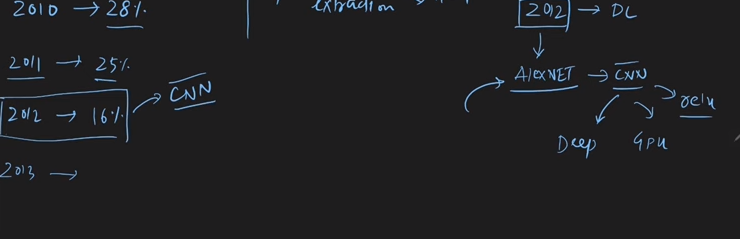 2010 → 28%
2011 → 25%
2012 → 16% → CNN
2013 →
extraction
2012 → DL
AlexNET → CNN
relu
Deep GPU